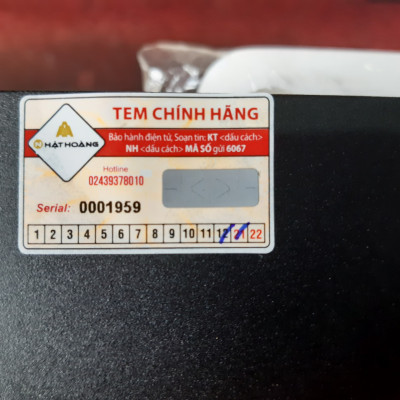 TEM CHÍNH HÃNG
Bảo hành điện tử, Soạn tin: KT <dấu cách>
NH <dấu cách> MÃ SỐ gửi 6067
NHẬT HOÀNG
Hotline
02439378010
Serial: 0001959
1 2 3 4 5 6 7 8 9 10 11 12 21 22